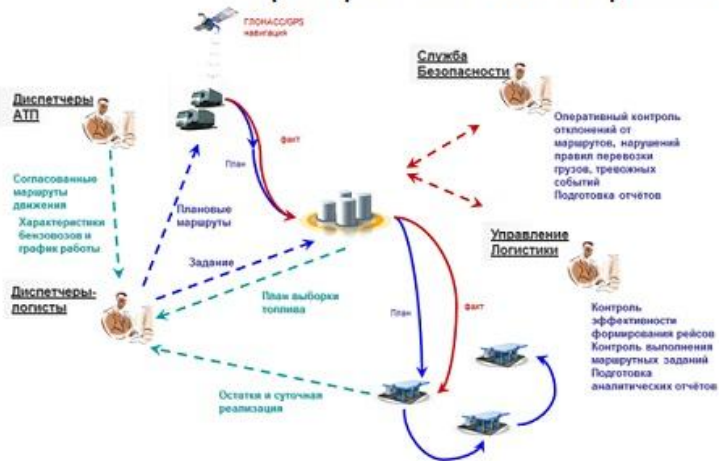 ГЛОНАСС/GPS
навигация
Служба
Безопасности
Диспетчеры
АТП
Оперативный контроль
отклонений от
маршрутов, нарушений
правил перевозки
грузов, тревожных
событий
Подготовка отчётов
факт
План
Согласованные
маршруты
движения
Характеристики
бензовозов и
график работы
Плановые
маршруты
Задание
Управление
Логистики
Диспетчеры-
логисты
План выборки
топлива
План
факт
Контроль
эффективности
формирования рейсов
Контроль выполнения
маршрутных заданий
Подготовка
аналитических отчётов
Остатки и суточная
реализация